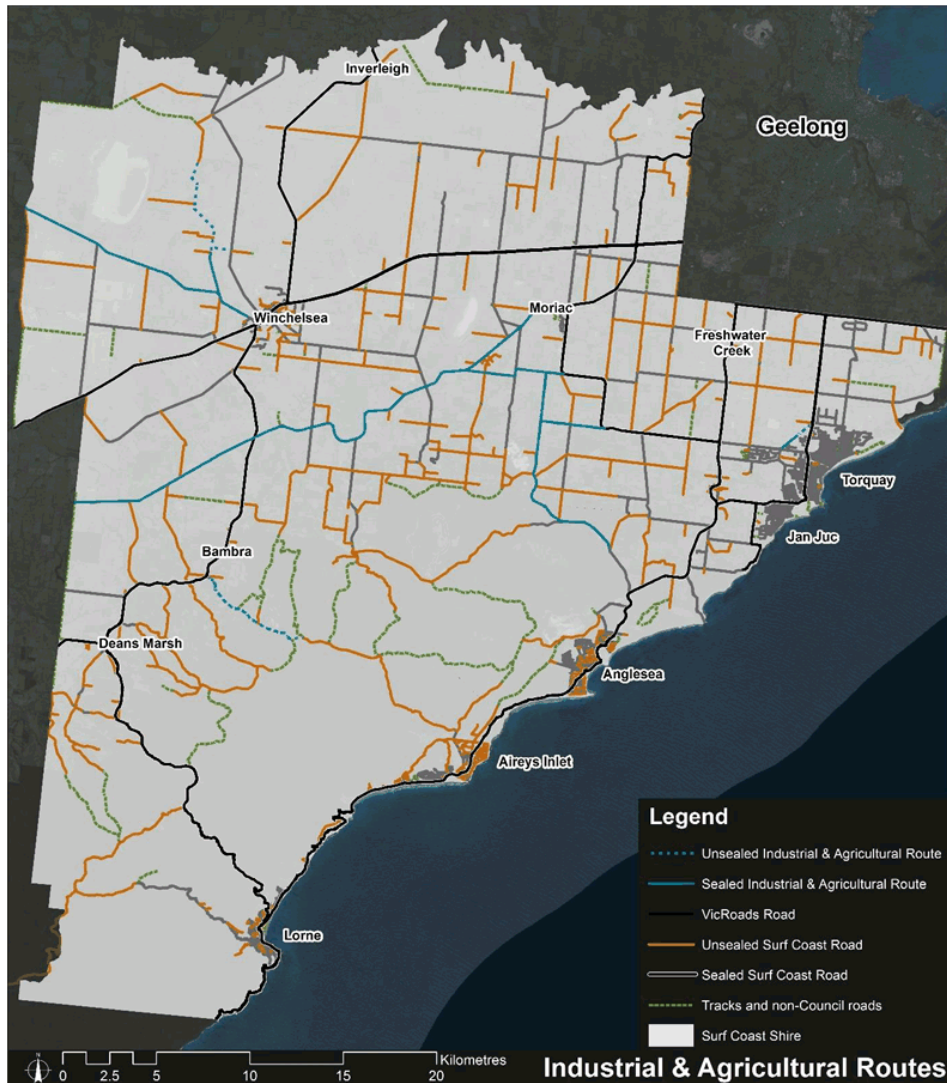 Inverleigh
Geelong
Winchelsea
Moriac
Freshwater
Creek
Torquay
Jan Juc
Bambra
Deans Marsh
Anglesea
Aireys Inlet
Lorne
Legend
Unsealed Industrial & Agricultural Route
Sealed Industrial & Agricultural Route
VicRoads Road
Unsealed Surf Coast Road
Sealed Surf Coast Road
Tracks and non-Council roads
Surf Coast Shire
N
Kilometres
0 2.5 5 10 15 20
Industrial & Agricultural Routes